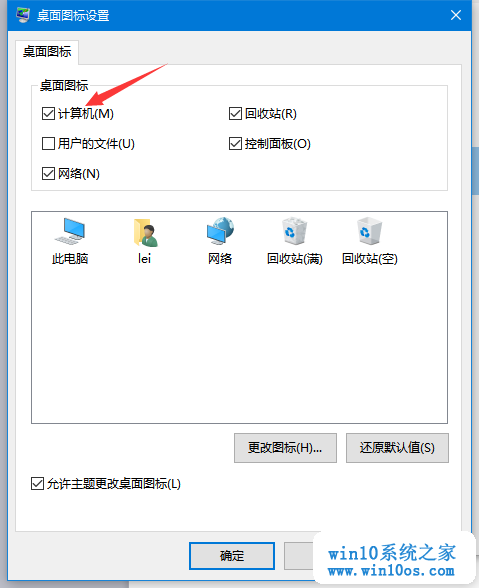 桌面图标设置
桌面图标
桌面图标
计算机(M)
回收站(R)
用户的文件(U)
控制面板(O)
网络(N)
此电脑
lei
网络
回收站(满)
回收站(空)
更改图标(H)...
还原默认值(S)
允许主题更改桌面图标(L)
确定
win10系统之家
www.win10os.com